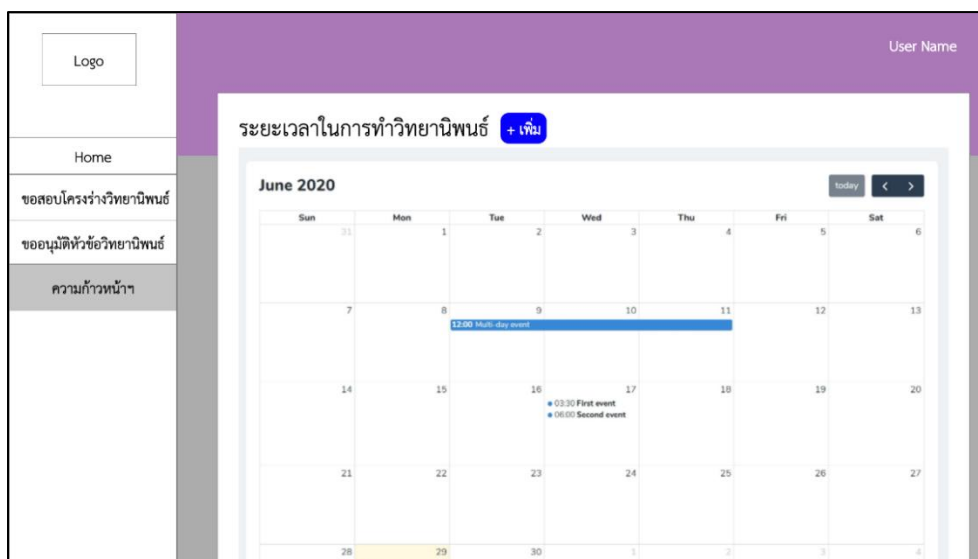 Logo
User Name
ระยะเวลาในการทำวิทยานิพนธ์ + เพิ่ม
Home
ขอสอบโครงร่างวิทยานิพนธ์
ขออนุมัติหัวข้อวิทยานิพนธ์
ความก้าวหน้าฯ
June 2020 today < >
Sun Mon Tue Wed Thu Fri Sat
31 1 2 3 4 5 6
7 8 9 10 11 12 13
12:00 Multi-day event
14 15 16 17 18 19 20
03:30 First event
06:00 Second event
21 22 23 24 25 26 27
28 29 30 1 2 3 4